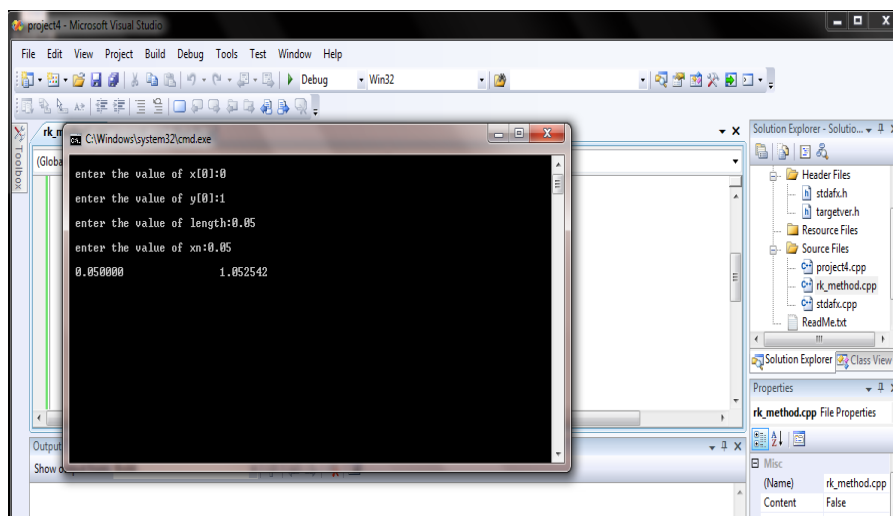 project4 - Microsoft Visual Studio
File Edit View Project Build Debug Tools Test Window Help
Debug Win32
Toolbox
rk_m
(Globa
C:\Windows\system32\cmd.exe
enter the value of x[0]:0
enter the value of y[0]:1
enter the value of length:0.05
enter the value of xn:0.05
0.050000 1.052542
Output
Show o
Solution Explorer - Solutio...
Header Files
stdafx.h
targetver.h
Resource Files
Source Files
project4.cpp
rk_method.cpp
stdafx.cpp
ReadMe.txt
Solution Explorer Class View
Properties
rk_method.cpp File Properties
Misc
(Name) rk_method.cpp
Content False